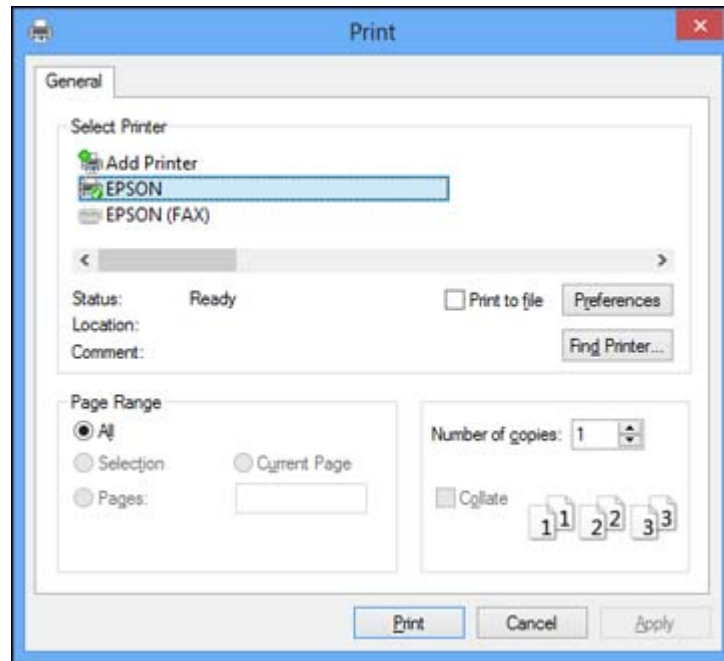 Print
General
Select Printer
Add Printer
EPSON
EPSON (FAX)
Status: Ready
Print to file
Preferences
Location:
Comment:
Find Printer...
Page Range
All
Selection
Current Page
Pages:
Number of copies: 1
Collate
1 1 2 2 3 3
Print
Cancel
Apply